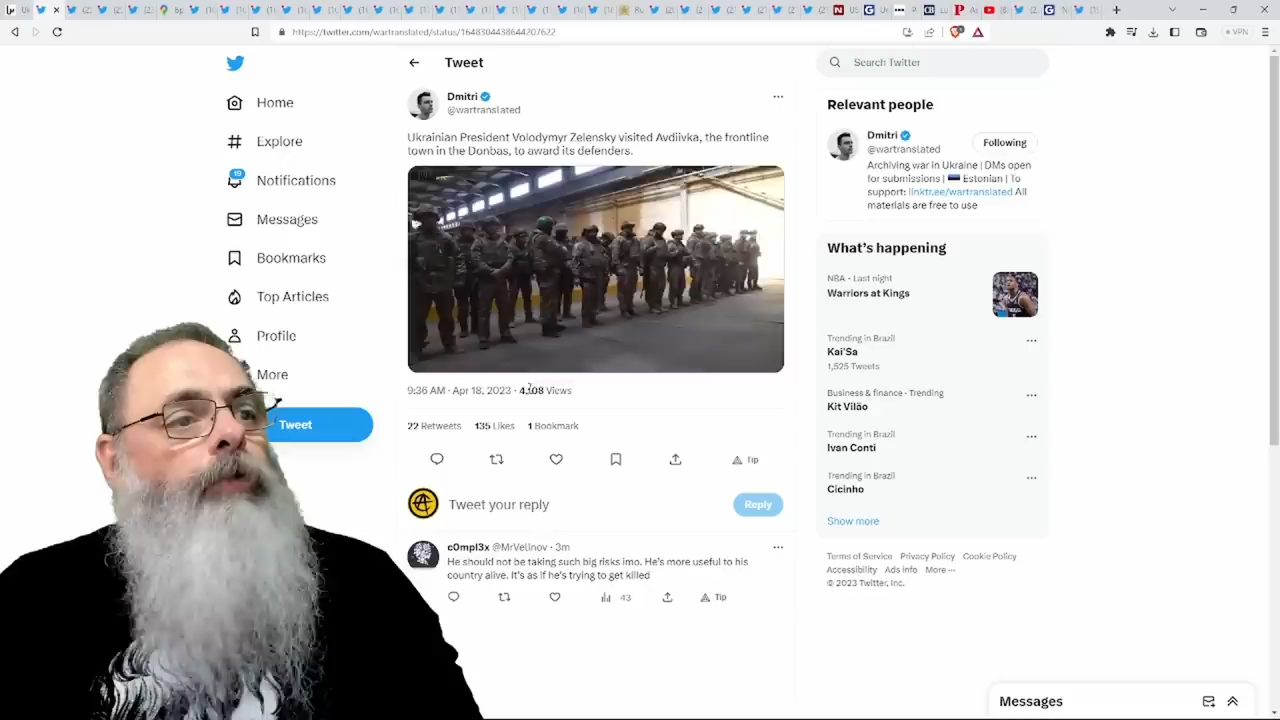 https://twitter.com/wartranslated/status/1648304438644207622
VPN
Home
Explore
19
Notifications
Messages
Bookmarks
Top Articles
Profile
More
Tweet
Tweet
Dmitri
@wartranslated
Ukrainian President Volodymyr Zelensky visited Avdiivka, the frontline
town in the Donbas, to award its defenders.
9:36 AM · Apr 18, 2023 · Views
22 Retweets 135 Likes 1 Bookmark
Tip
Tweet your reply
Reply
c0mpl3x @MrVellnov · 3m
He should not be taking such big risks imo. He's more useful to his
country alive. It's as if he's trying to get killed
43
Tip
Search Twitter
Relevant people
Dmitri
@wartranslated
Following
Archiving war in Ukraine | DMs open
for submissions | Estonian | To
support: linktr.ee/wartranslated All
materials are free to use
What's happening
NBA · Last night
Warriors at Kings
Trending in Brazil
Kai'Sa
1,525 Tweets
Business & finance · Trending
Kit Vilão
Trending in Brazil
Ivan Conti
Trending in Brazil
Cicinho
Show more
Terms of Service Privacy Policy Cookie Policy
Accessibility Ads info More
© 2023 Twitter, Inc.
Messages